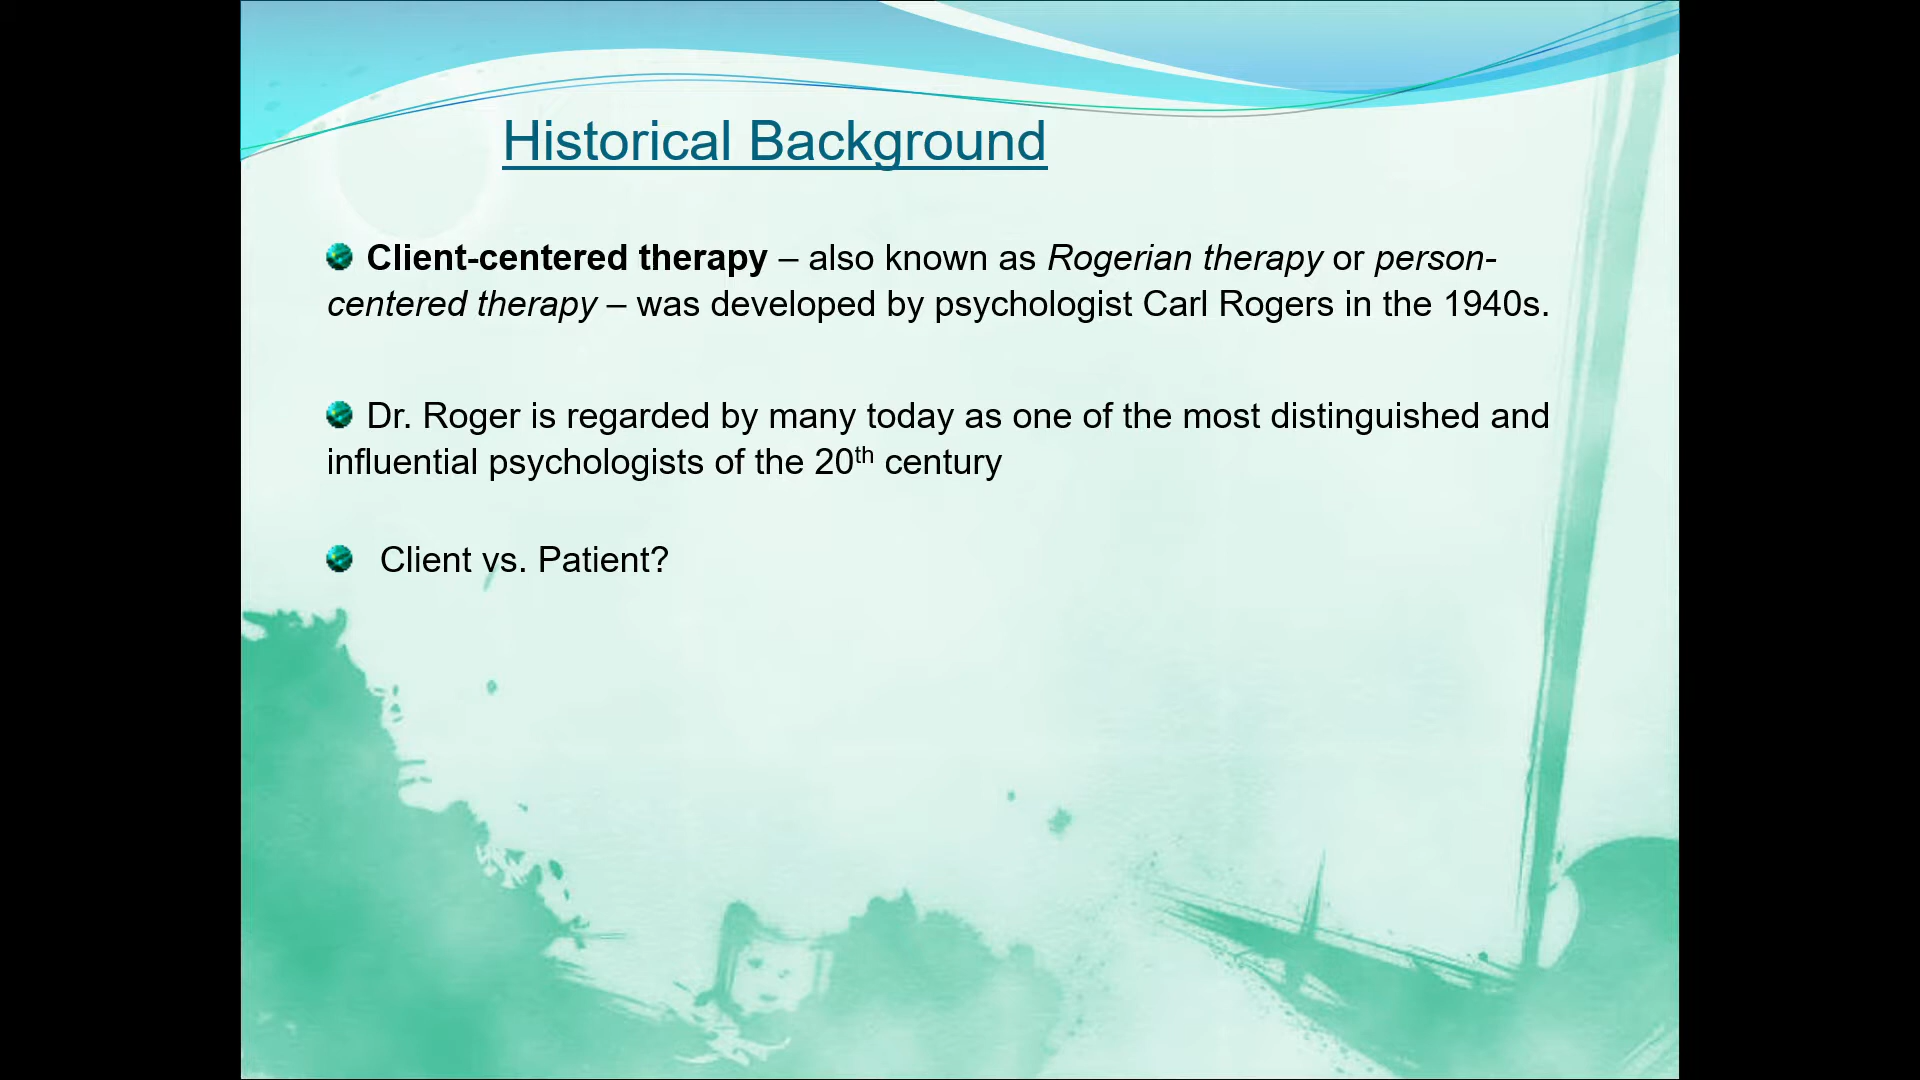 Historical Background
Client-centered therapy – also known as Rogerian therapy or person-
centered therapy – was developed by psychologist Carl Rogers in the 1940s.
Dr. Roger is regarded by many today as one of the most distinguished and
influential psychologists of the 20th century
Client vs. Patient?